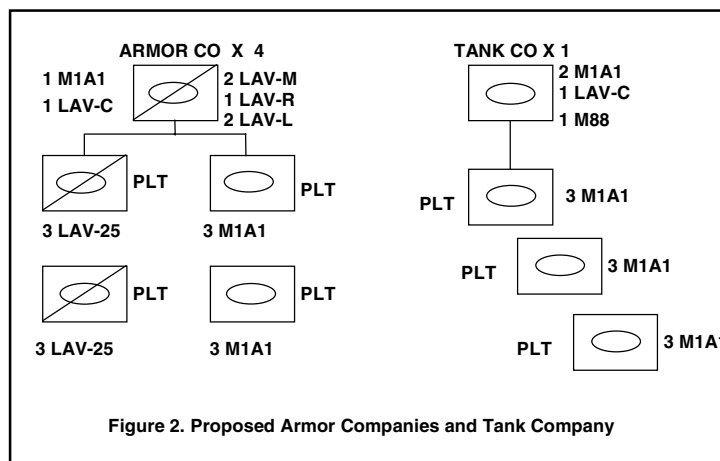 ARMOR CO X 4
1 M1A1
1 LAV-C
2 LAV-M
1 LAV-R
2 LAV-L
PLT
3 LAV-25
PLT
3 M1A1
PLT
3 LAV-25
PLT
3 M1A1
TANK CO X 1
2 M1A1
1 LAV-C
1 M88
PLT
3 M1A1
PLT
3 M1A1
PLT
3 M1A1
Figure 2. Proposed Armor Companies and Tank Company